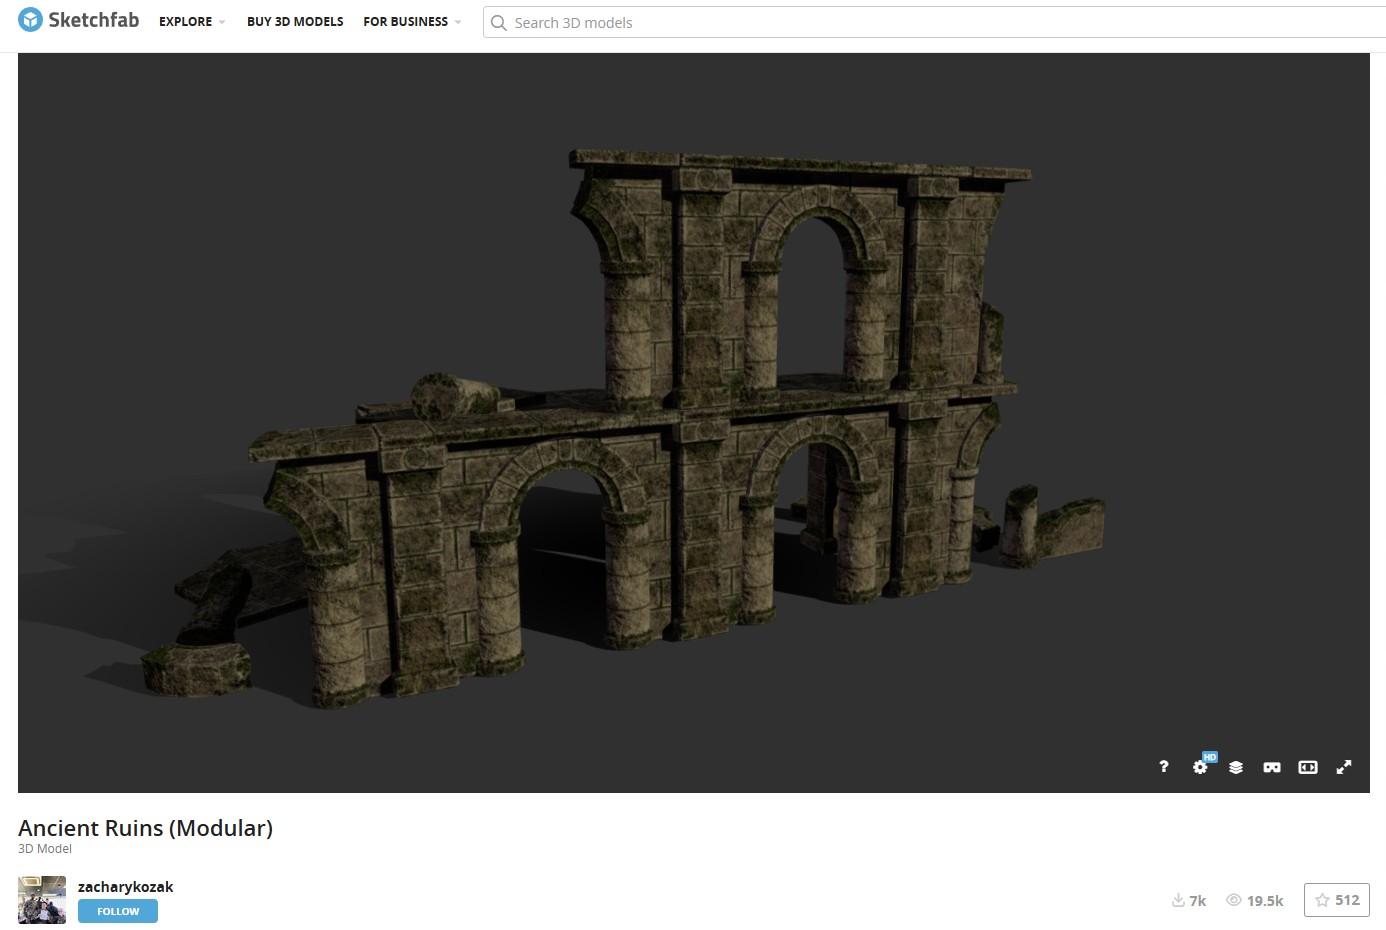 Sketchfab EXPLORE BUY 3D MODELS FOR BUSINESS Search 3D models
? HD
Ancient Ruins (Modular)
3D Model
zacharykozak
FOLLOW
7k 19.5k 512